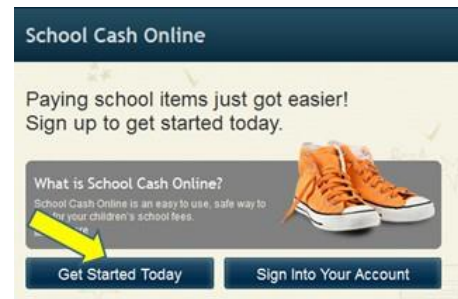 School Cash Online
Paying school items just got easier!
Sign up to get started today.
What is School Cash Online?
School Cash Online is an easy to use, safe way to
for your children's school fees.
Get Started Today
Sign Into Your Account